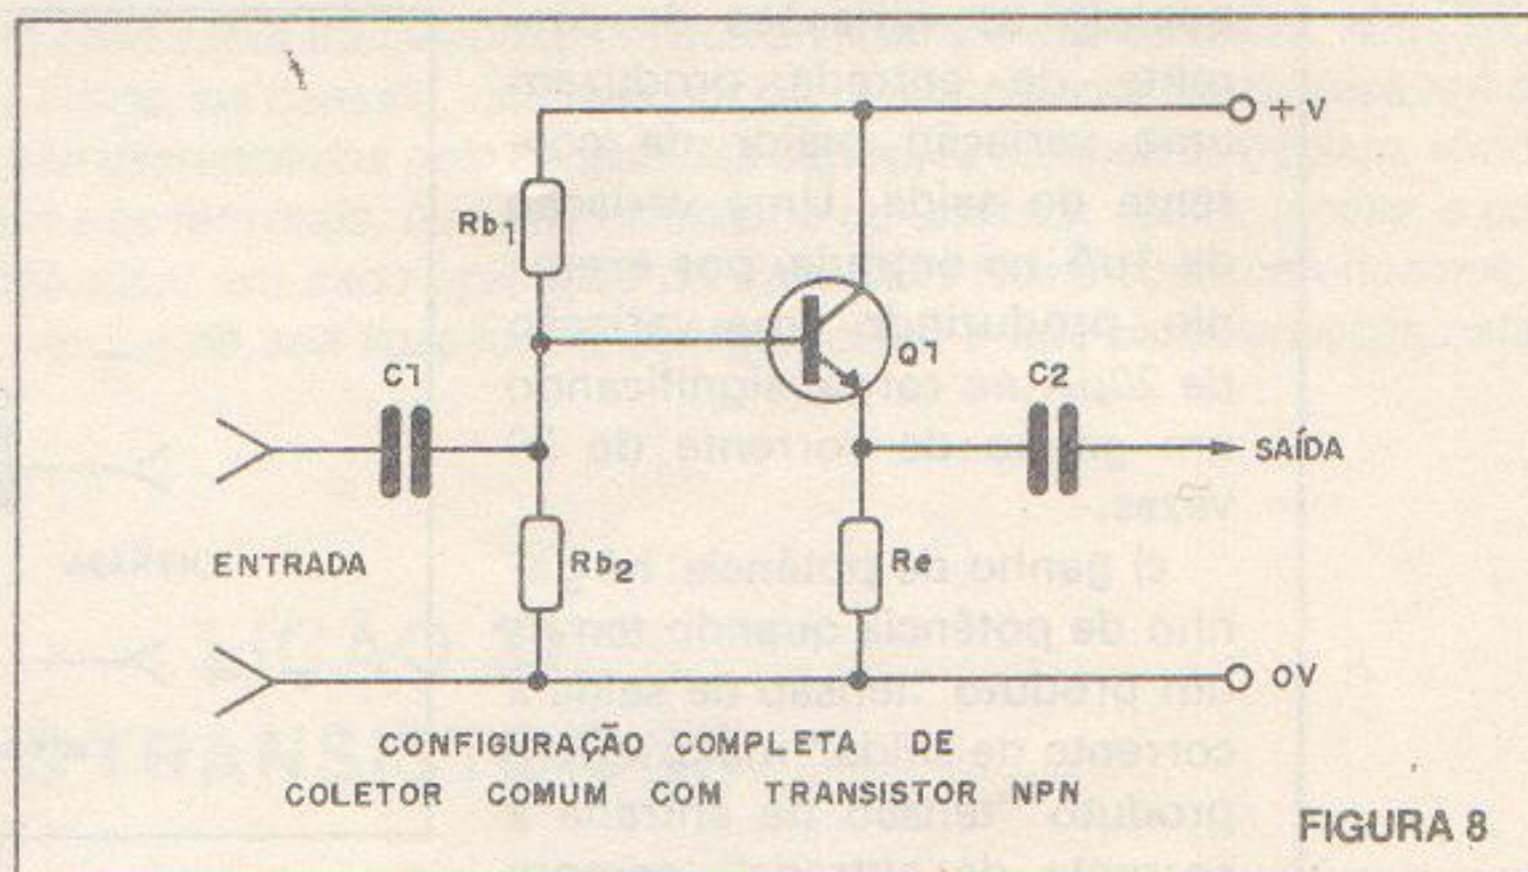 +V
Rb1
Q1
C1
C2
SAÍDA
ENTRADA
Rb2
Re
0V
CONFIGURAÇÃO COMPLETA DE
COLETOR COMUM COM TRANSISTOR NPN
FIGURA 8